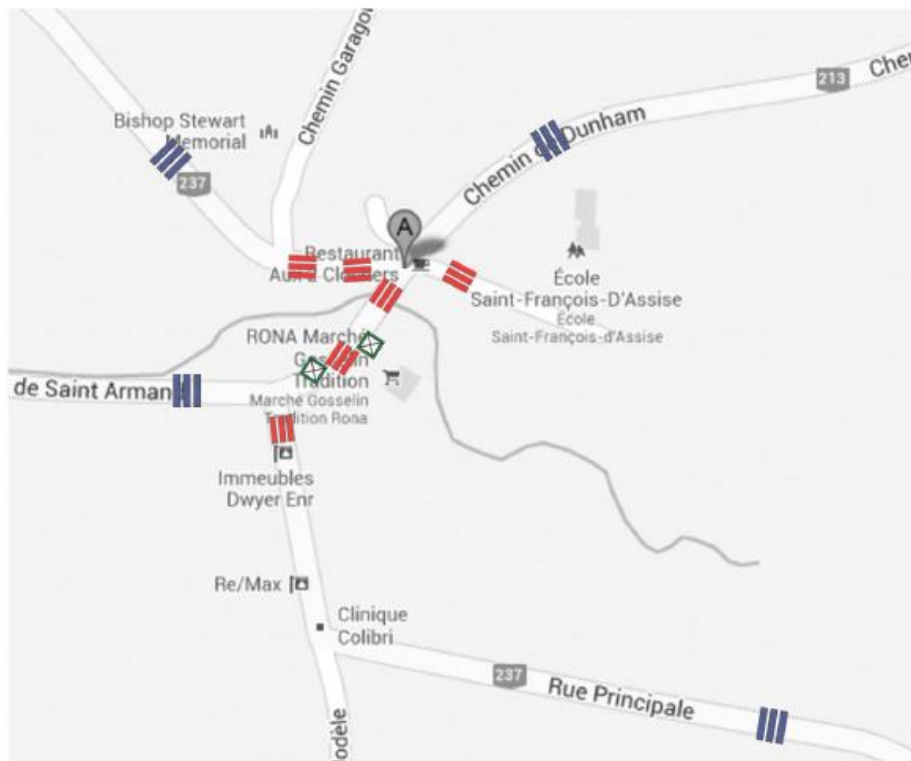 Chemin Garago
213
Che
Bishop Stewart
Memorial
Chemin de Dunham
237
A
Restaurant
Aux 2 Clochers
École
Saint-François-D'Assise
École
Saint-François-d'Assise
RONA Marché
Gosselin
Tradition
Marché Gosselin
Tradition Rona
de Saint Armand
Immeubles
Dwyer Enr
Re/Max
Clinique
Colibri
237
Rue Principale
odèle